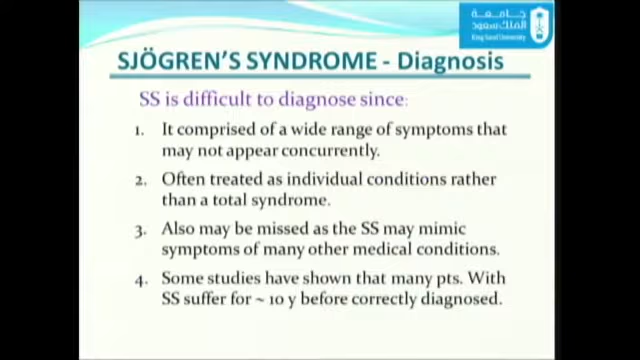 جامعة
الملك سعود
King Saud University
SJÖGREN'S SYNDROME - Diagnosis
SS is difficult to diagnose since:
1. It comprised of a wide range of symptoms that
may not appear concurrently.
2. Often treated as individual conditions rather
than a total syndrome.
3. Also may be missed as the SS may mimic
symptoms of many other medical conditions.
4. Some studies have shown that many pts. With
SS suffer for ~ 10 y before correctly diagnosed.